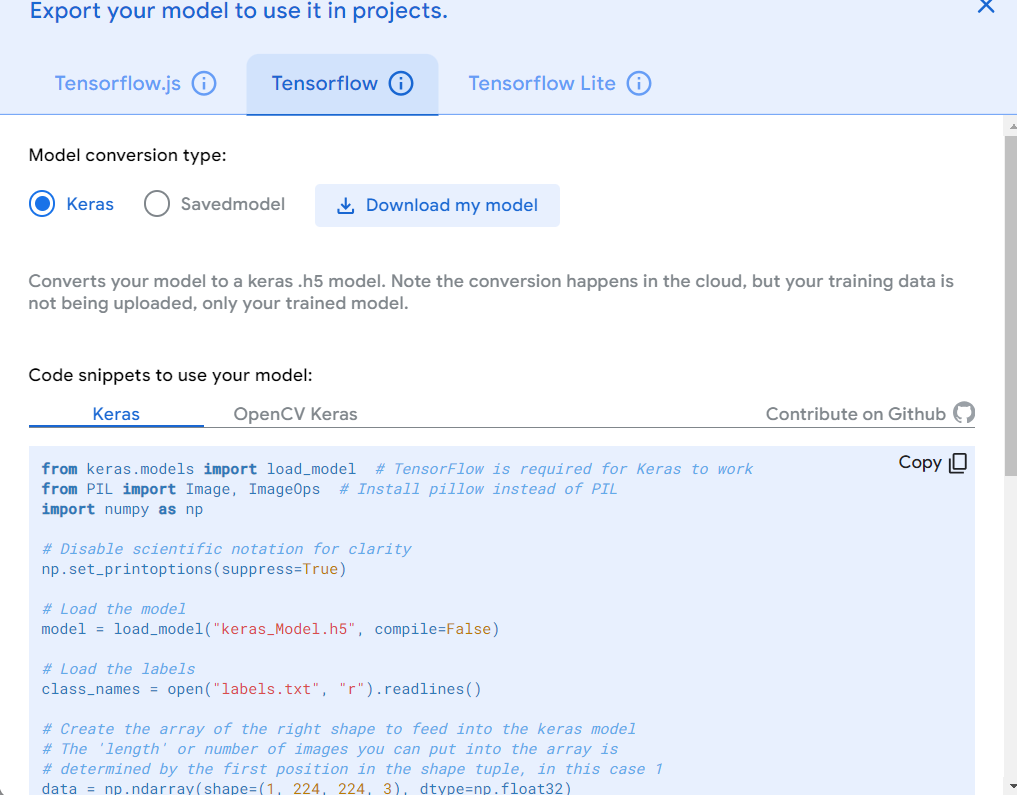 Export your model to use it in projects.
Tensorflow.js
Tensorflow
Tensorflow Lite
Model conversion type:
Keras
Savedmodel
Download my model
Converts your model to a keras .h5 model. Note the conversion happens in the cloud, but your training data is
not being uploaded, only your trained model.
Code snippets to use your model:
Keras
OpenCV Keras
Contribute on Github
Copy
from keras.models import load_model  # TensorFlow is required for Keras to work
from PIL import Image, ImageOps  # Install pillow instead of PIL
import numpy as np
# Disable scientific notation for clarity
np.set_printoptions(suppress=True)
# Load the model
model = load_model("keras_Model.h5", compile=False)
# Load the labels
class_names = open("labels.txt", "r").readlines()
# Create the array of the right shape to feed into the keras model
# The 'length' or number of images you can put into the array is
# determined by the first position in the shape tuple, in this case 1
data = np.ndarray(shape=(1, 224, 224, 3), dtype=np.float32)